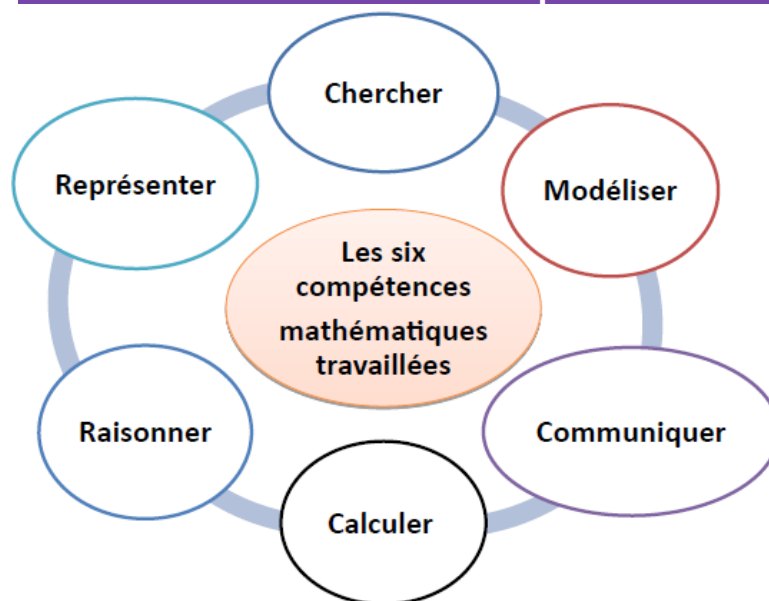 Chercher
Modéliser
Représenter
Les six
compétences
mathématiques
travaillées
Raisonner
Communiquer
Calculer